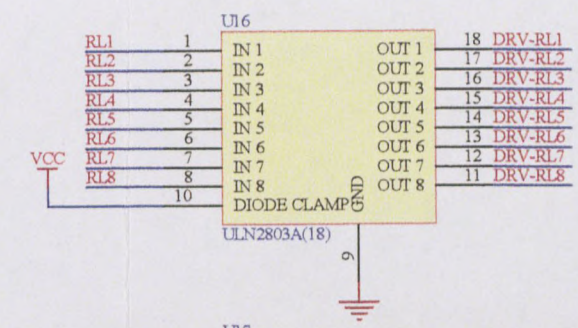 U16
RL1 1 IN 1 OUT 1 18 DRV-RL1
RL2 2 IN 2 OUT 2 17 DRV-RL2
RL3 3 IN 3 OUT 3 16 DRV-RL3
RL4 4 IN 4 OUT 4 15 DRV-RL4
RL5 5 IN 5 OUT 5 14 DRV-RL5
RL6 6 IN 6 OUT 6 13 DRV-RL6
VCC RL7 7 IN 7 OUT 7 12 DRV-RL7
RL8 8 IN 8 OUT 8 11 DRV-RL8
10 DIODE CLAMP GND
ULN2803A(18)
9